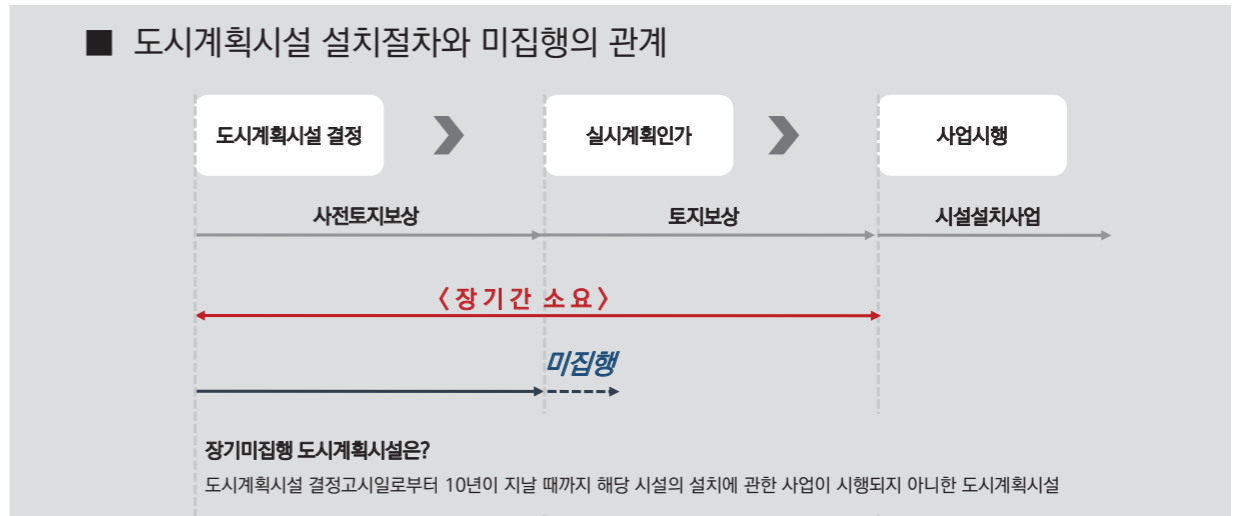 ■ 도시계획시설 설치절차와 미집행의 관계
도시계획시설 결정
실시계획인가
사업시행
사전토지보상
토지보상
시설설치사업
〈장기간 소요〉
미집행
장기미집행 도시계획시설은?
도시계획시설 결정고시일로부터 10년이 지날 때까지 해당 시설의 설치에 관한 사업이 시행되지 아니한 도시계획시설